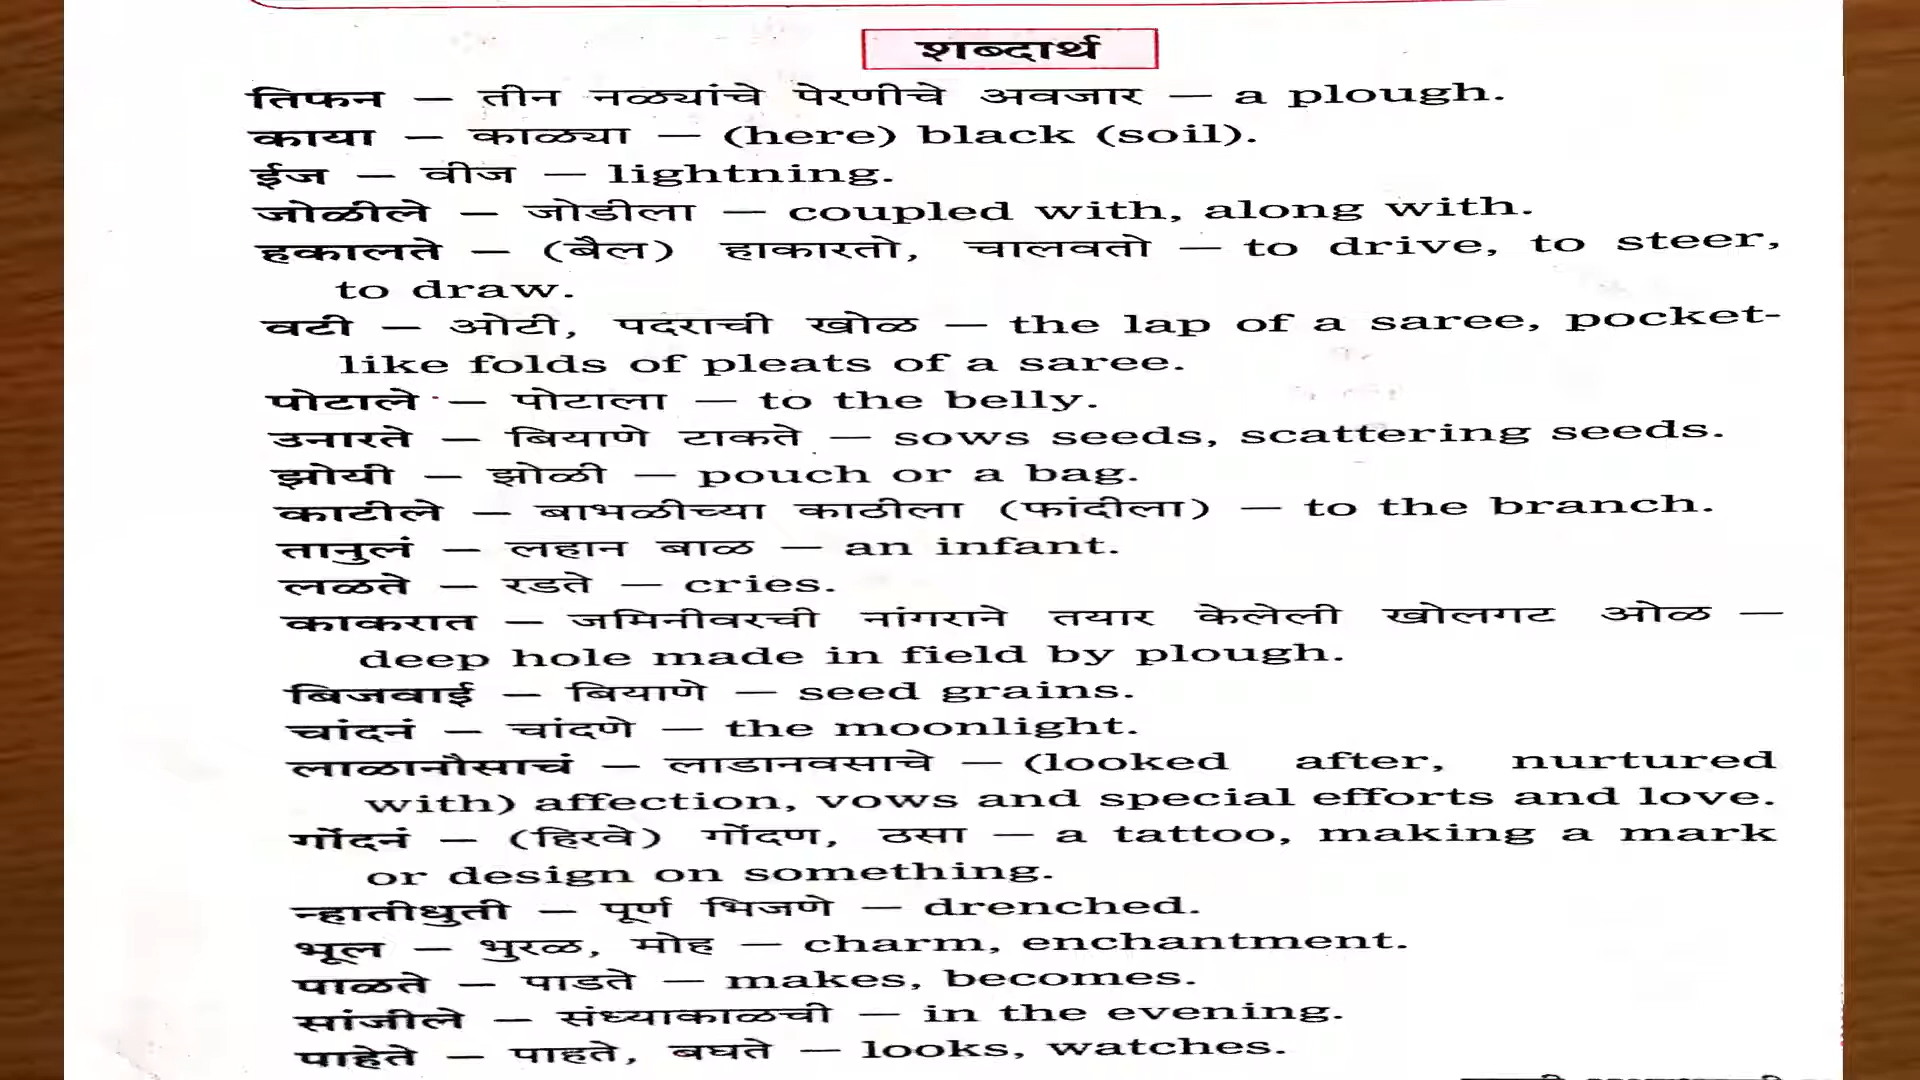 शब्दार्थ
तिफन — तीन नळ्यांचे पेरणीचे अवजार — a plough.
काया — काळ्या — (here) black (soil).
ईज — वीज — lightning.
जोळीले — जोडीला — coupled with, along with.
हकालते — (बैल) हाकारतो, चालवतो — to drive, to steer,
to draw.
वटी — ओटी, पदराची खोळ — the lap of a saree, pocket-
like folds of pleats of a saree.
पोटाले — पोटाला — to the belly.
उनारते — बियाणे टाकते — sows seeds, scattering seeds.
झोयी — झोळी — pouch or a bag.
काटीले — बाभळीच्या काठीला (फांदीला) — to the branch.
तानुलं — लहान बाळ — an infant.
लळते — रडते — cries.
काकरात — जमिनीवरची नांगराने तयार केलेली खोलगट ओळ —
deep hole made in field by plough.
बिजवाई — बियाणे — seed grains.
चांदनं — चांदणे — the moonlight.
लाळानौसाचं — लाडानवसाचे — (looked after, nurtured
with) affection, vows and special efforts and love.
गोंदनं — (हिरवे) गोंदण, ठसा — a tattoo, making a mark
or design on something.
न्हातीधुती — पूर्ण भिजणे — drenched.
भूल — भुरळ, मोह — charm, enchantment.
पाळते — पाडते — makes, becomes.
सांजीले — संध्याकाळची — in the evening.
पाहेते — पाहते, बघते — looks, watches.